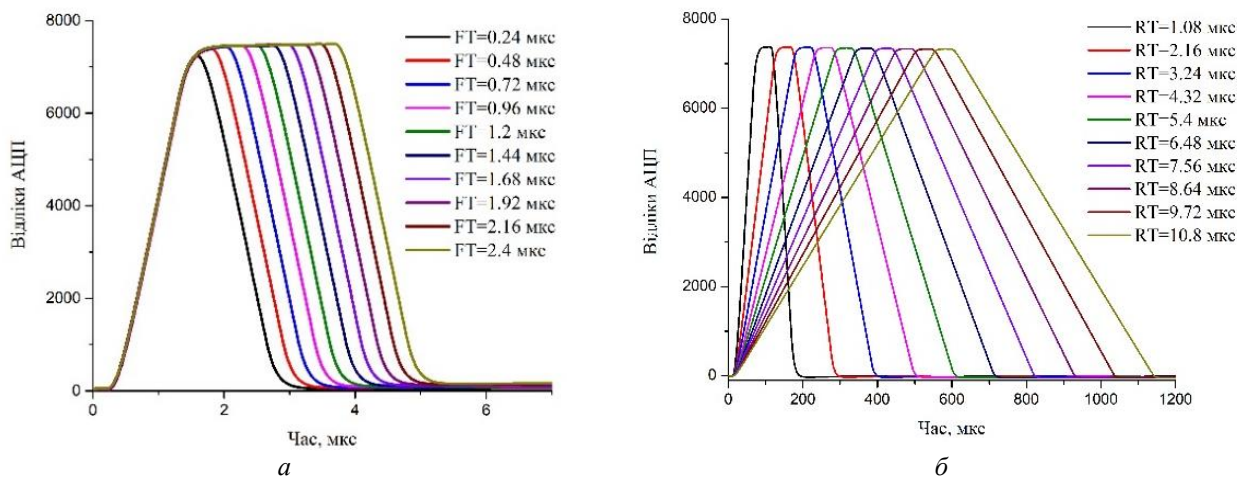 8000
6000
4000
2000
0
0
2
4
6
Відліки АЦП
Час, мкс
FT=0.24 мкс
FT=0.48 мкс
FT=0.72 мкс
FT=0.96 мкс
FT=1.2 мкс
FT=1.44 мкс
FT=1.68 мкс
FT=1.92 мкс
FT=2.16 мкс
FT=2.4 мкс
а
8000
6000
4000
2000
0
0
200
400
600
800
1000
1200
Відліки АЦП
Час, мкс
RT=1.08 мкс
RT=2.16 мкс
RT=3.24 мкс
RT=4.32 мкс
RT=5.4 мкс
RT=6.48 мкс
RT=7.56 мкс
RT=8.64 мкс
RT=9.72 мкс
RT=10.8 мкс
б